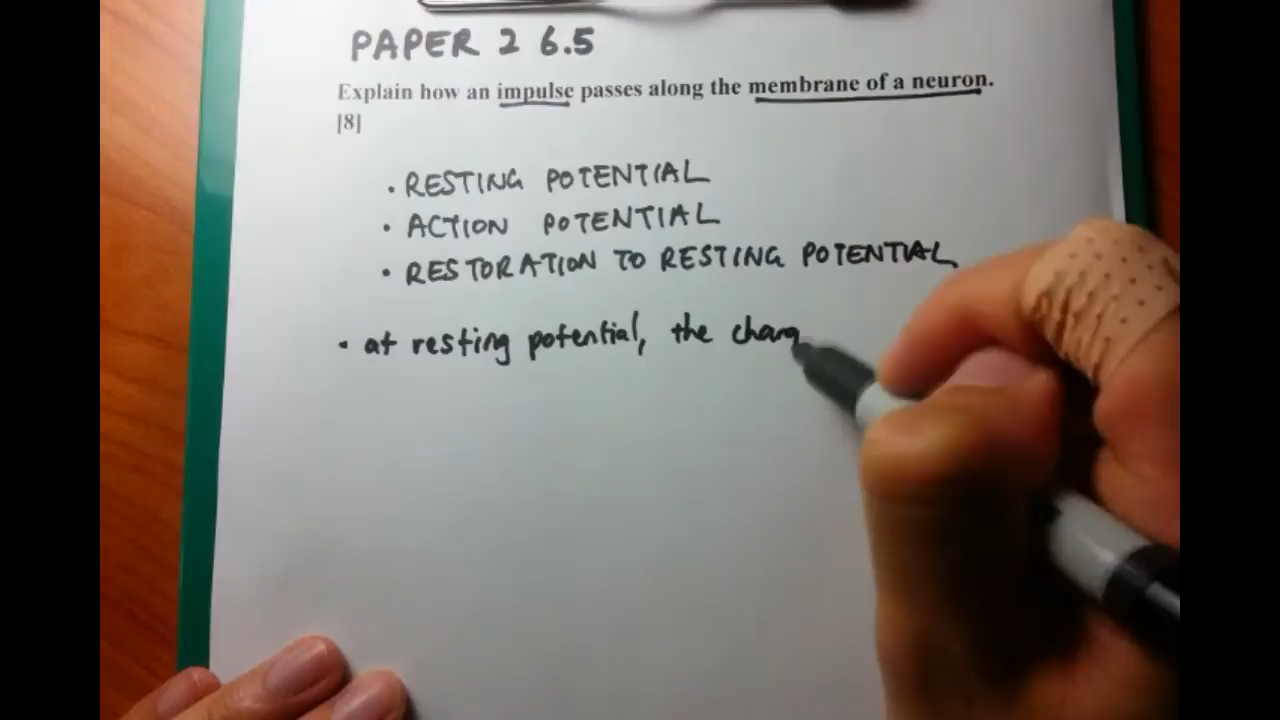 PAPER 2 6.5
Explain how an impulse passes along the membrane of a neuron.
[8]
• RESTING POTENTIAL
• ACTION POTENTIAL
• RESTORATION TO RESTING POTENTIAL
• at resting potential, the charg